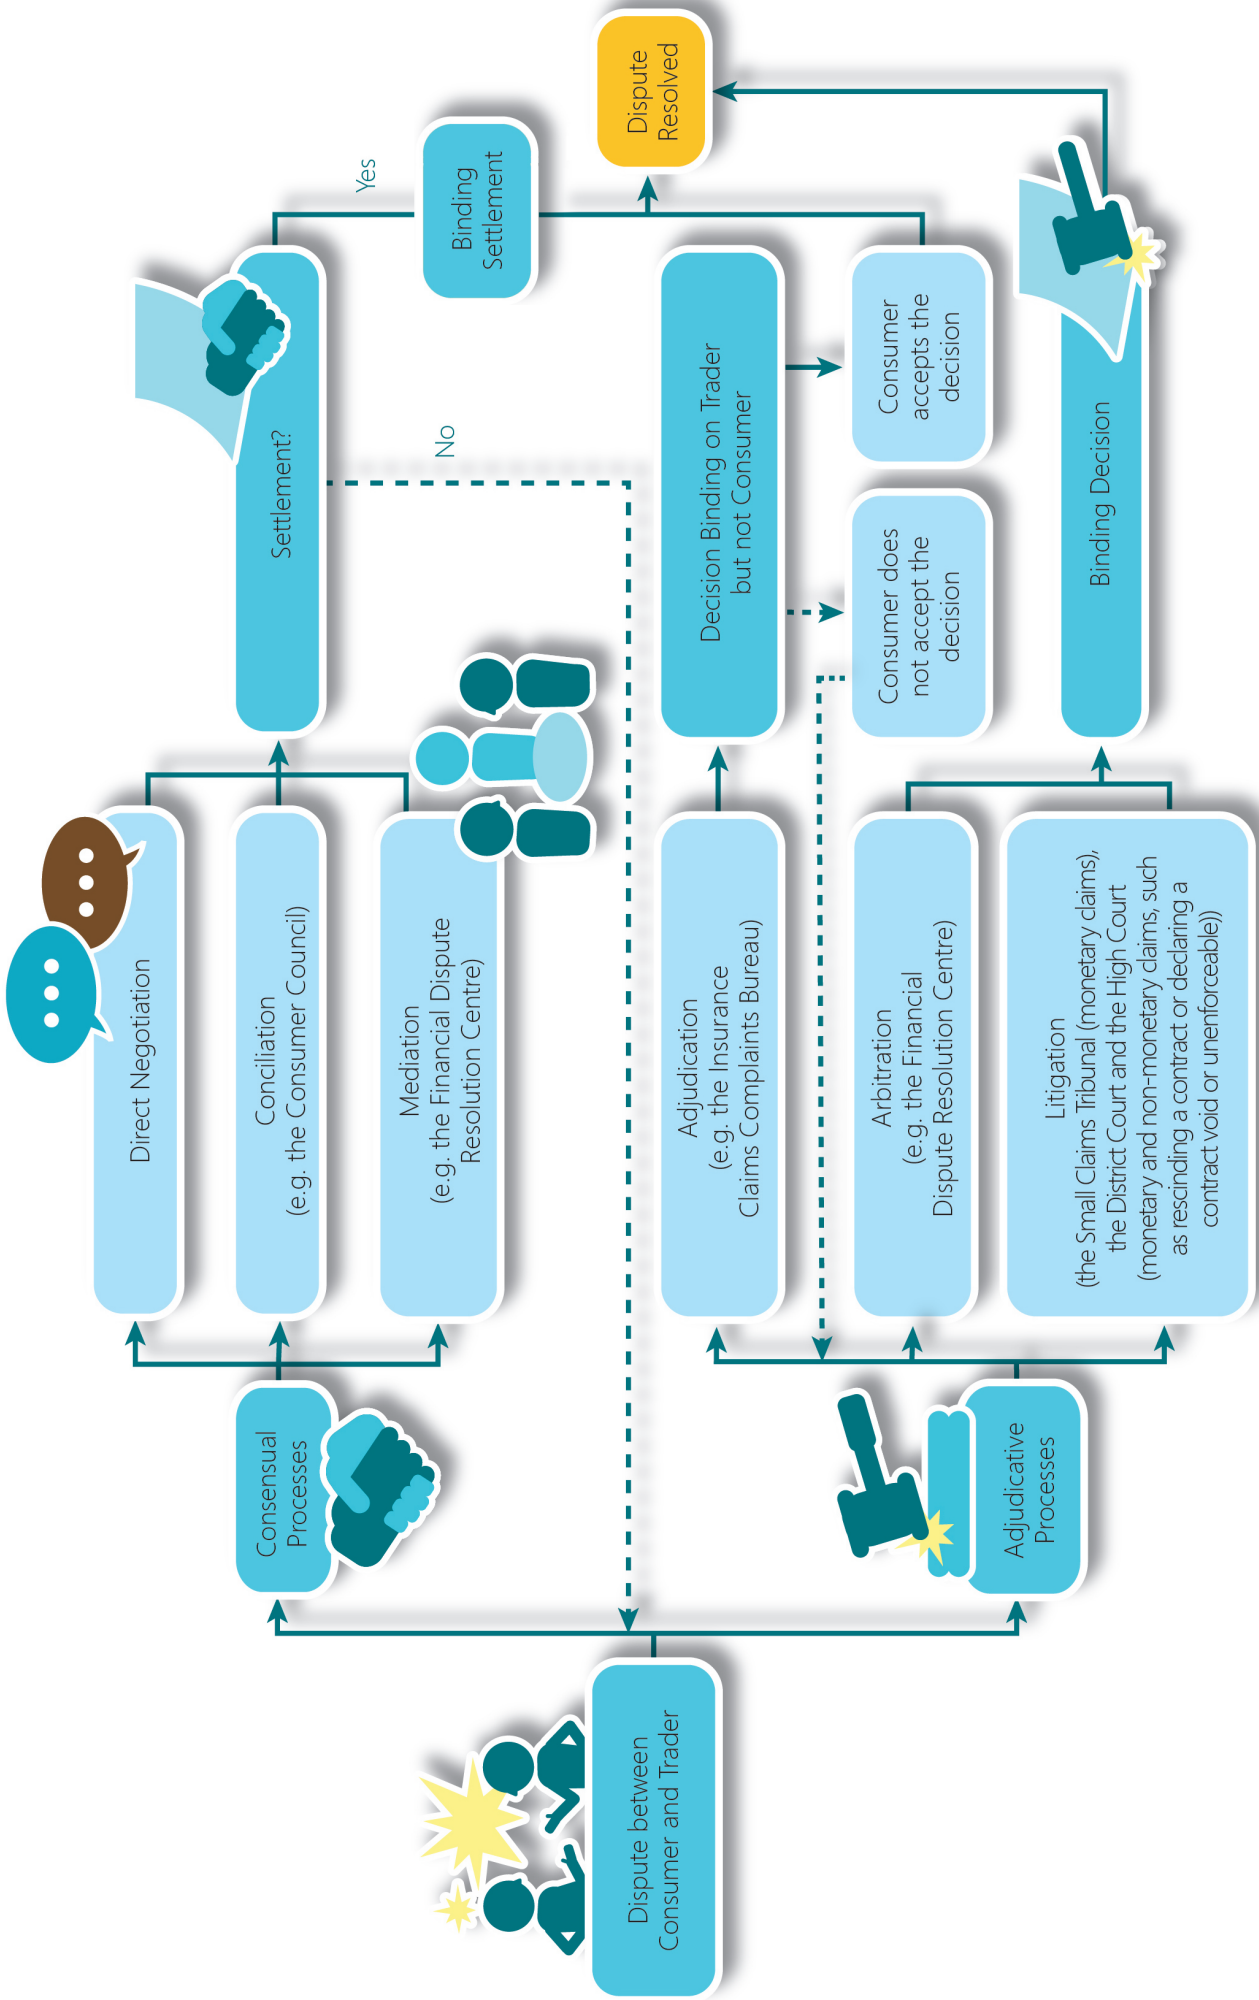 Dispute between
Consumer and Trader
Consensual
Processes
Direct Negotiation
Conciliation
(e.g. the Consumer Council)
Mediation
(e.g. the Financial Dispute
Resolution Centre)
Settlement?
Yes
No
Binding
Settlement
Dispute
Resolved
Adjudicative
Processes
Adjudication
(e.g. the Insurance
Claims Complaints Bureau)
Arbitration
(e.g. the Financial
Dispute Resolution Centre)
Litigation
(the Small Claims Tribunal (monetary claims),
the District Court and the High Court
(monetary and non-monetary claims, such
as rescinding a contract or declaring a
contract void or unenforceable))
Decision Binding on Trader
but not Consumer
Consumer does
not accept the
decision
Consumer
accepts the
decision
Binding Decision